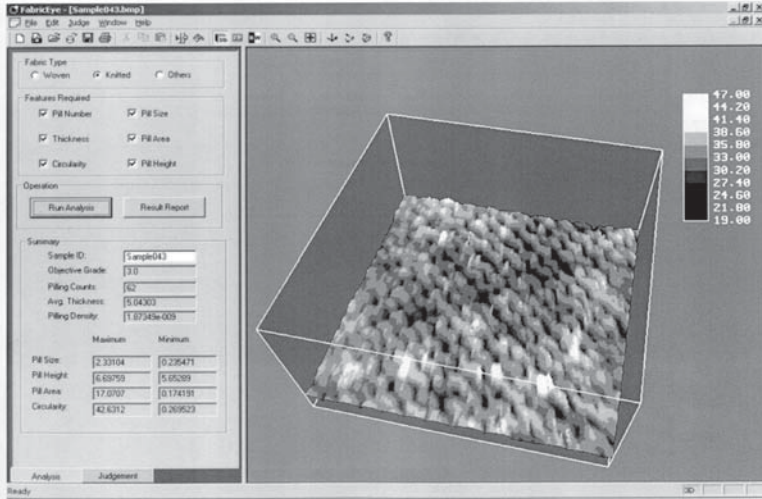 FabricEye - [Sample043.bmp]
File Edit Judge Window Help
Fabric Type
Woven Knitted Others
Features Required
Pill Number Pill Size
Thickness Pill Area
Circularity Pill Height
Operation
Run Analysis Result Report
Summary
Sample ID: Sample043
Objective Grade: 3.0
Pilling Counts: 62
Avg. Thickness: 5.04303
Pilling Density: 1.87349e-009
Maximum Minimum
Pill Size: 2.33104 0.235471
Pill Height: 6.69759 5.65289
Pill Area: 17.0707 0.174191
Circularity: 42.6312 0.269523
Analysis Judgement
Ready 3D
47.00
44.20
41.40
38.60
35.80
33.00
30.20
27.40
24.60
21.80
19.00